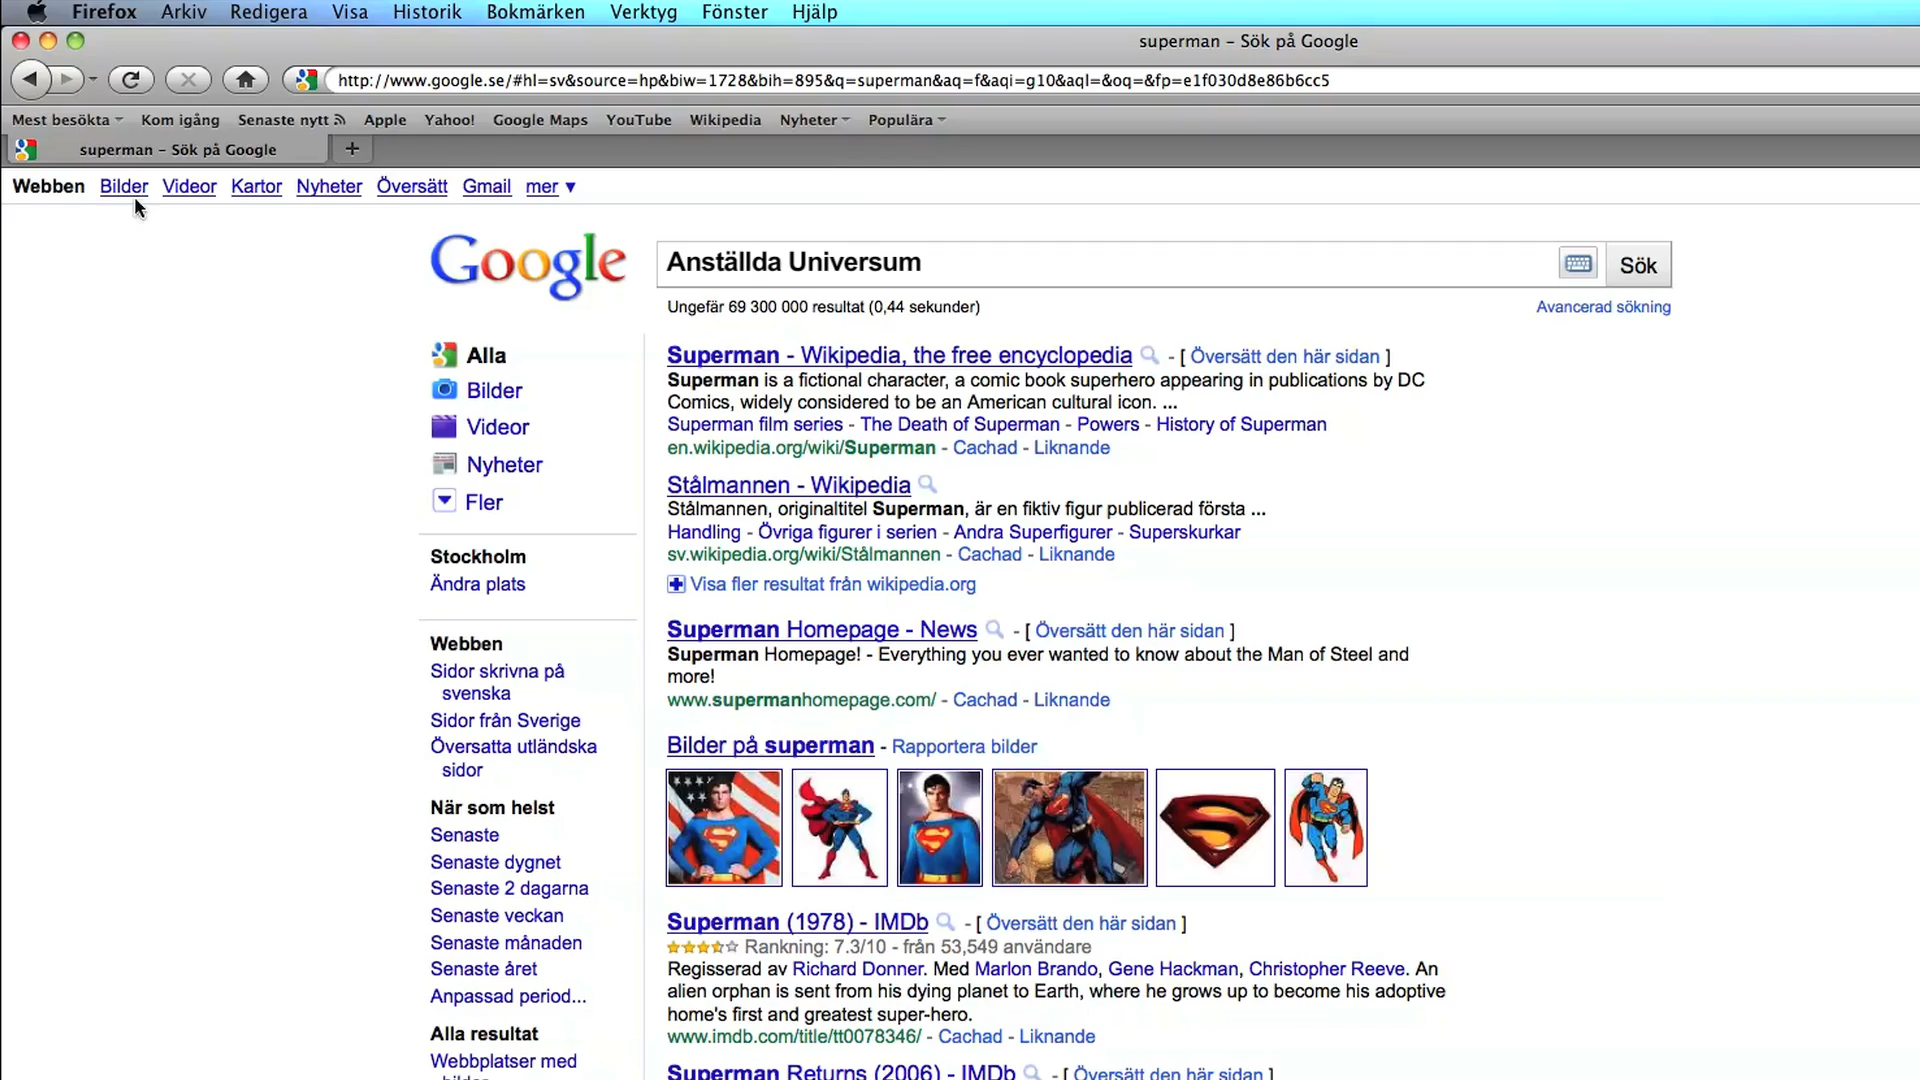 Firefox Arkiv Redigera Visa Historik Bokmärken Verktyg Fönster Hjälp
superman – Sök på Google
http://www.google.se/#hl=sv&source=hp&biw=1728&bih=895&q=superman&aq=f&aqi=g10&aql=&oq=&fp=e1f030d8e86b6cc5
Mest besökta Kom igång Senaste nytt Apple Yahoo! Google Maps YouTube Wikipedia Nyheter Populära
superman – Sök på Google +
Webben Bilder Videor Kartor Nyheter Översätt Gmail mer ▼
Google Anställda Universum Sök
Ungefär 69 300 000 resultat (0,44 sekunder) Avancerad sökning
Alla
Bilder
Videor
Nyheter
Fler
Stockholm
Ändra plats
Webben
Sidor skrivna på
svenska
Sidor från Sverige
Översatta utländska
sidor
När som helst
Senaste
Senaste dygnet
Senaste 2 dagarna
Senaste veckan
Senaste månaden
Senaste året
Anpassad period...
Alla resultat
Webbplatser med
Superman - Wikipedia, the free encyclopedia - [ Översätt den här sidan ]
Superman is a fictional character, a comic book superhero appearing in publications by DC
Comics, widely considered to be an American cultural icon. ...
Superman film series - The Death of Superman - Powers - History of Superman
en.wikipedia.org/wiki/Superman - Cachad - Liknande
Stålmannen - Wikipedia
Stålmannen, originaltitel Superman, är en fiktiv figur publicerad första ...
Handling - Övriga figurer i serien - Andra Superfigurer - Superskurkar
sv.wikipedia.org/wiki/Stålmannen - Cachad - Liknande
Visa fler resultat från wikipedia.org
Superman Homepage - News - [ Översätt den här sidan ]
Superman Homepage! - Everything you ever wanted to know about the Man of Steel and
more!
www.supermanhomepage.com/ - Cachad - Liknande
Bilder på superman - Rapportera bilder
Superman (1978) - IMDb - [ Översätt den här sidan ]
Rankning: 7.3/10 - från 53,549 användare
Regisserad av Richard Donner. Med Marlon Brando, Gene Hackman, Christopher Reeve. An
alien orphan is sent from his dying planet to Earth, where he grows up to become his adoptive
home's first and greatest super-hero.
www.imdb.com/title/tt0078346/ - Cachad - Liknande
Superman Returns (2006) - IMDb - [ Översätt den här sidan ]